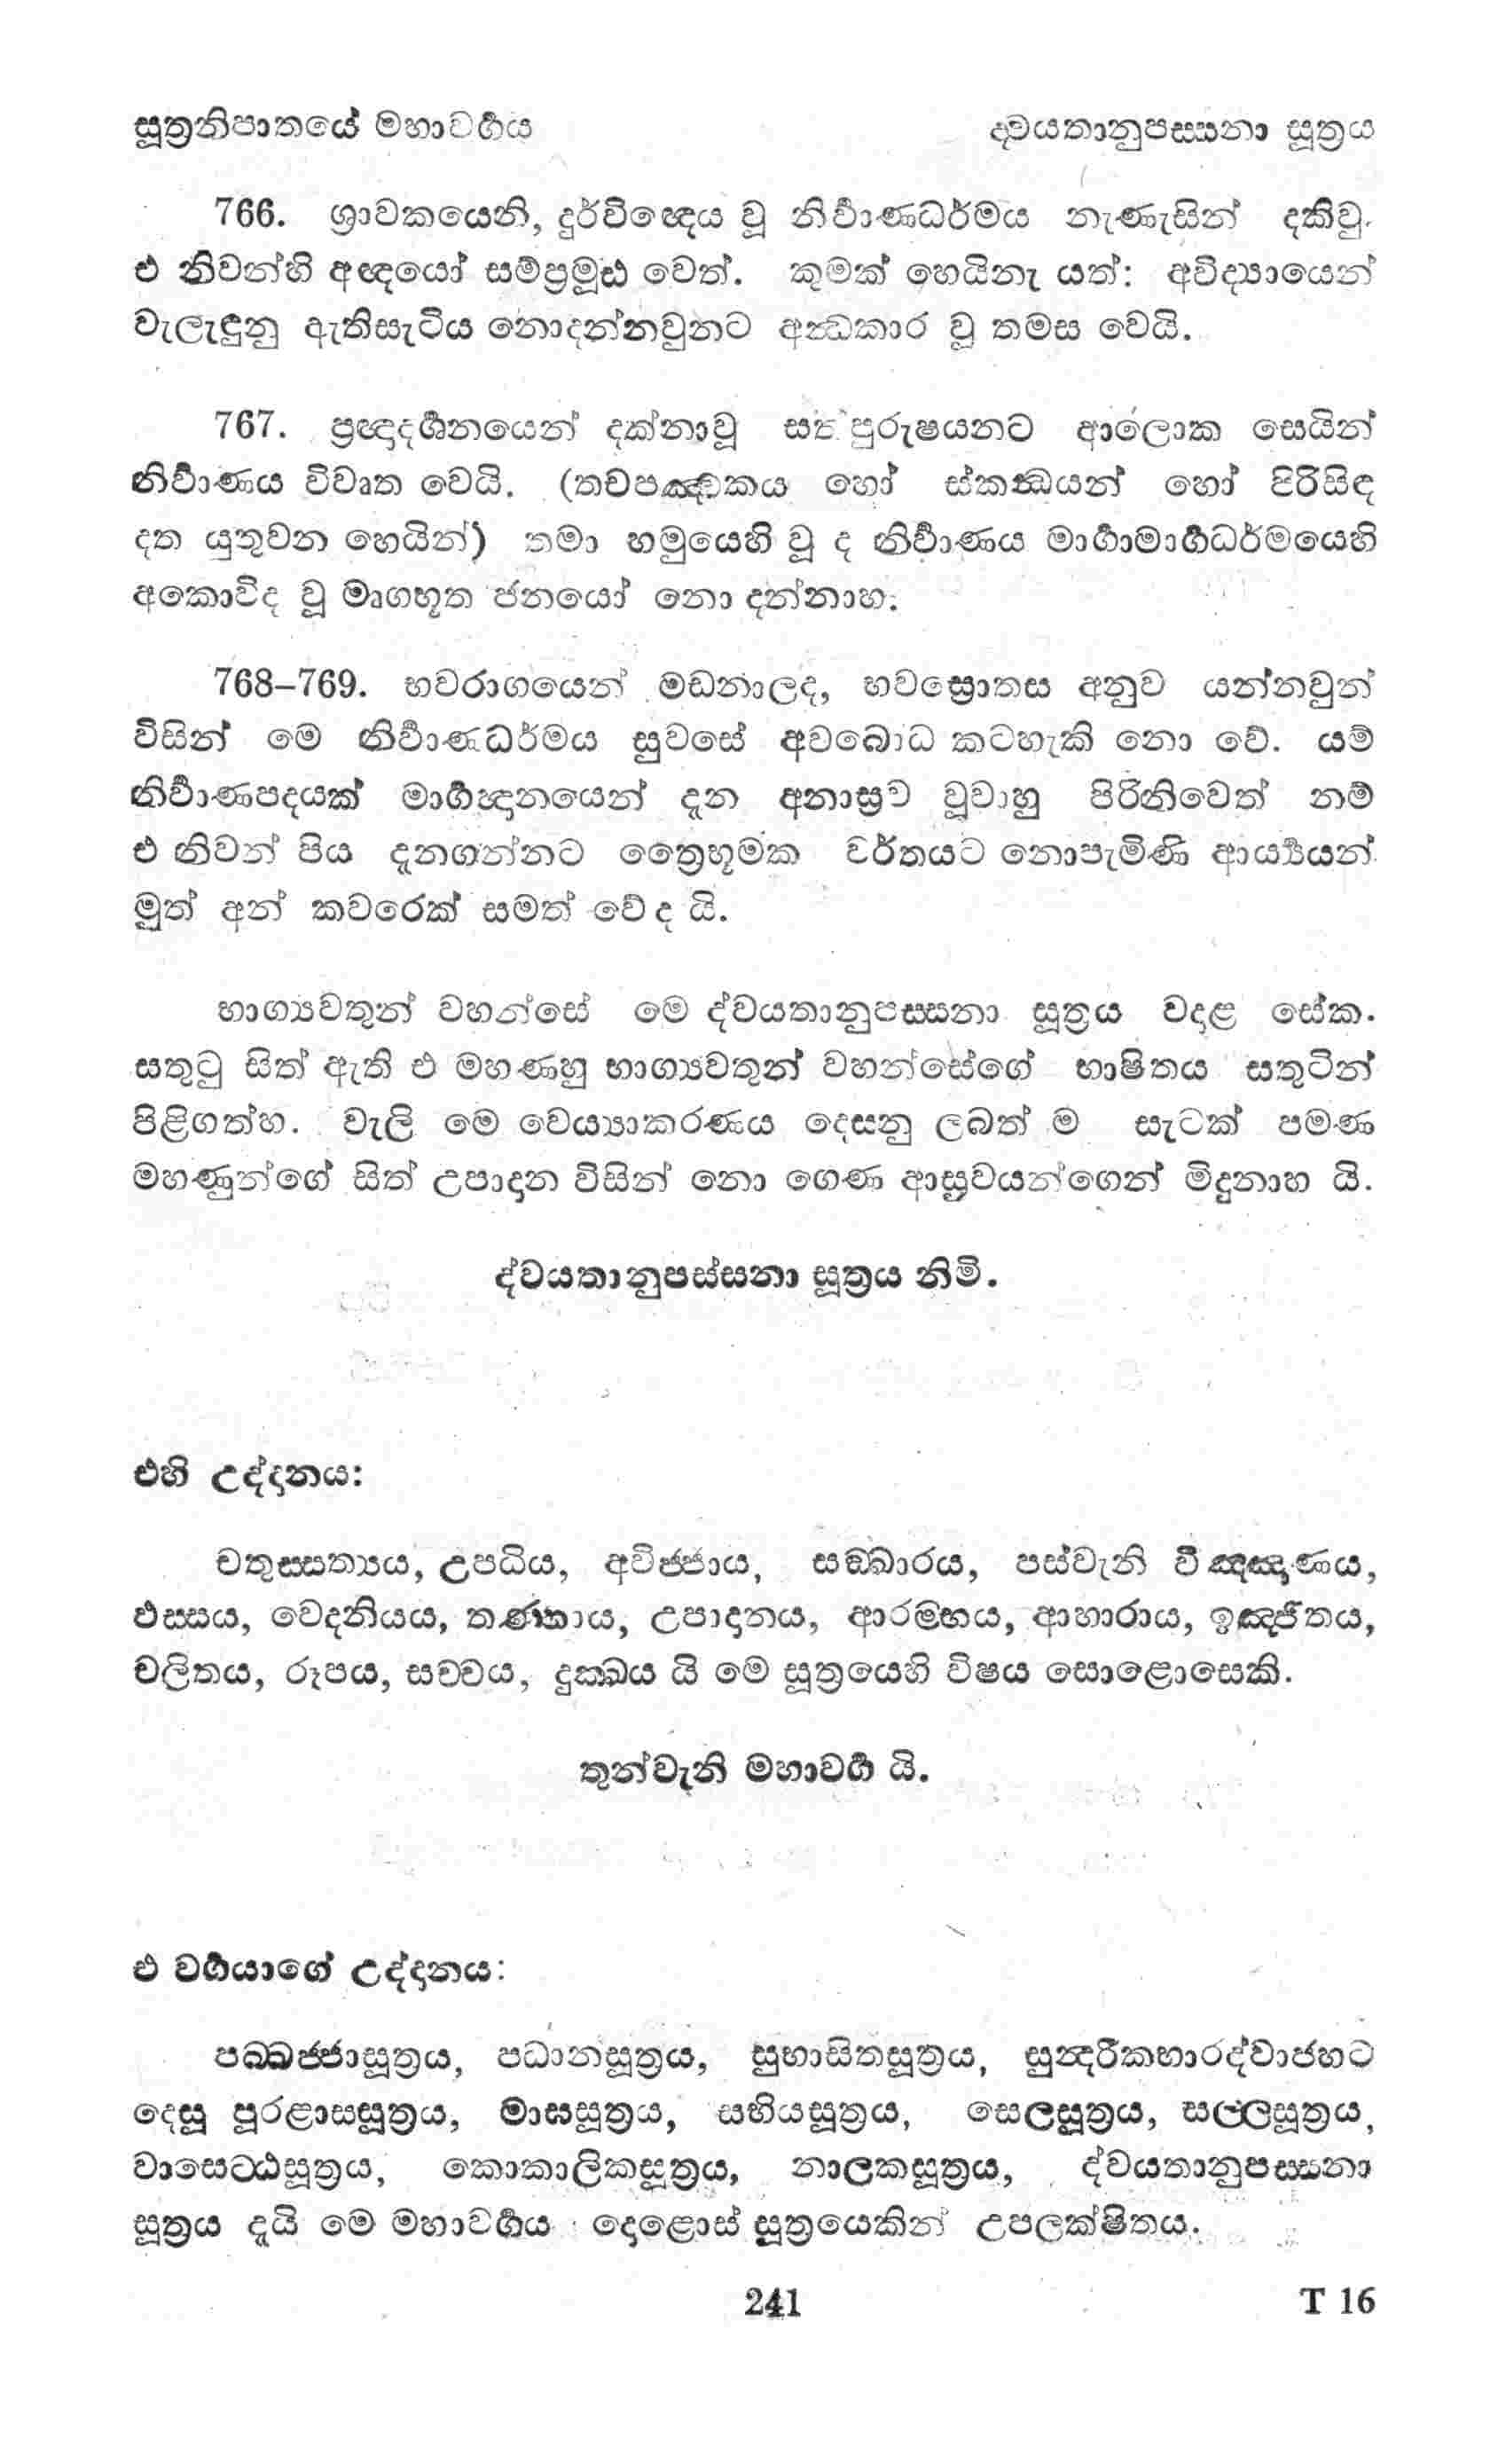 සූත්‍රනිපාතයේ මහාවර්‍ගය ද්‍වයතානුපස්සනා සූත්‍රය
766. ශ්‍රාවකයෙනි, දුර්විඥෙය වූ නිර්‍වාණධර්මය නැණැසින් දකිවු.
එ නිවන්හි අඥයෝ සම්ප්‍රමූඪ වෙත්. කුමක් හෙයිනැ යත්: අවිද්‍යායෙන්
වැලැඳුනු ඇතිසැටිය නොදන්නවුනට අන්‍ධකාර වූ තමස වෙයි.
767. ප්‍රඥාදර්‍ශනයෙන් දක්නාවූ සත්පුරුෂයනට ආලොක සෙයින්
නිර්‍වාණය විවෘත වෙයි. (තචපඤ්චකය හෝ ස්කන්‍ධයන් හෝ පිරිසිඳ
දත යුතුවන හෙයින්) තමා හමුයෙහි වූ ද නිර්‍වාණය මාර්‍ගාමාර්‍ගධර්මයෙහි
අකොවිද වූ මෘගභූත ජනයෝ නො දන්නාහ.
768–769. භවරාගයෙන් මඩනාලද, භවස්‍රොතස අනුව යන්නවුන්
විසින් මෙ නිර්‍වාණධර්මය සුවසේ අවබොධ කටහැකි නො වේ. යම්
නිර්‍වාණපදයක් මාර්‍ගඥානයෙන් දැන අනාස්‍රව වූවාහු පිරිනිවෙත් නම්
එ නිවන් පිය දැනගන්නට ත්‍රෛභූමක වර්තයට නොපැමිණි ආර්‍ය්‍යයන්
මුත් අන් කවරෙක් සමත් වේ ද යි.
භාග්‍යවතුන් වහන්සේ මෙ ද්වයතානුපස්සනා සූත්‍රය වදාළ සේක.
සතුටු සිත් ඇති එ මහණහු භාග්‍යවතුන් වහන්සේගේ භාෂිතය සතුටින්
පිළිගත්හ. වැලි මෙ වෙය්‍යාකරණය දෙසනු ලබත් ම සැටක් පමණ
මහණුන්ගේ සිත් උපාදාන විසින් නො ගෙණ ආස්‍රවයන්ගෙන් මිදුනාහ යි.
ද්වයතානුපස්සනා සූත්‍රය නිමි.
එහි උද්දානය:
චතුස්සත්‍යය, උපධිය, අවිජ්ජාය, සඞ්ඛාරය, පස්වැනි විඤ්ඤාණය,
ඵස්සය, වෙදනියය, තණ්හාය, උපාදානය, ආරම්භය, ආහාරාය, ඉඤ්ජිතය,
චලිතය, රූපය, සච්චය, දුක්ඛය යි මෙ සූත්‍රයෙහි විෂය සොළොසෙකි.
තුන්වැනි මහාවර්‍ග යි.
එ වර්‍ගයාගේ උද්දානය:
පබ්බජ්ජාසූත්‍රය, පධානසූත්‍රය, සුභාසිතසූත්‍රය, සුන්‍දරිකභාරද්වාජහට
දෙසූ පූරළාසසූත්‍රය, මාඝසූත්‍රය, සභියසූත්‍රය, සෙලසූත්‍රය, සල්ලසූත්‍රය,
වාසෙට්ඨසූත්‍රය, කොකාලිකසූත්‍රය, නාලකසූත්‍රය, ද්වයතානුපස්සනා
සූත්‍රය දැයි මෙ මහාවර්‍ගය දොළොස් සූත්‍රයෙකින් උපලක්ෂිතය.
241 T 16